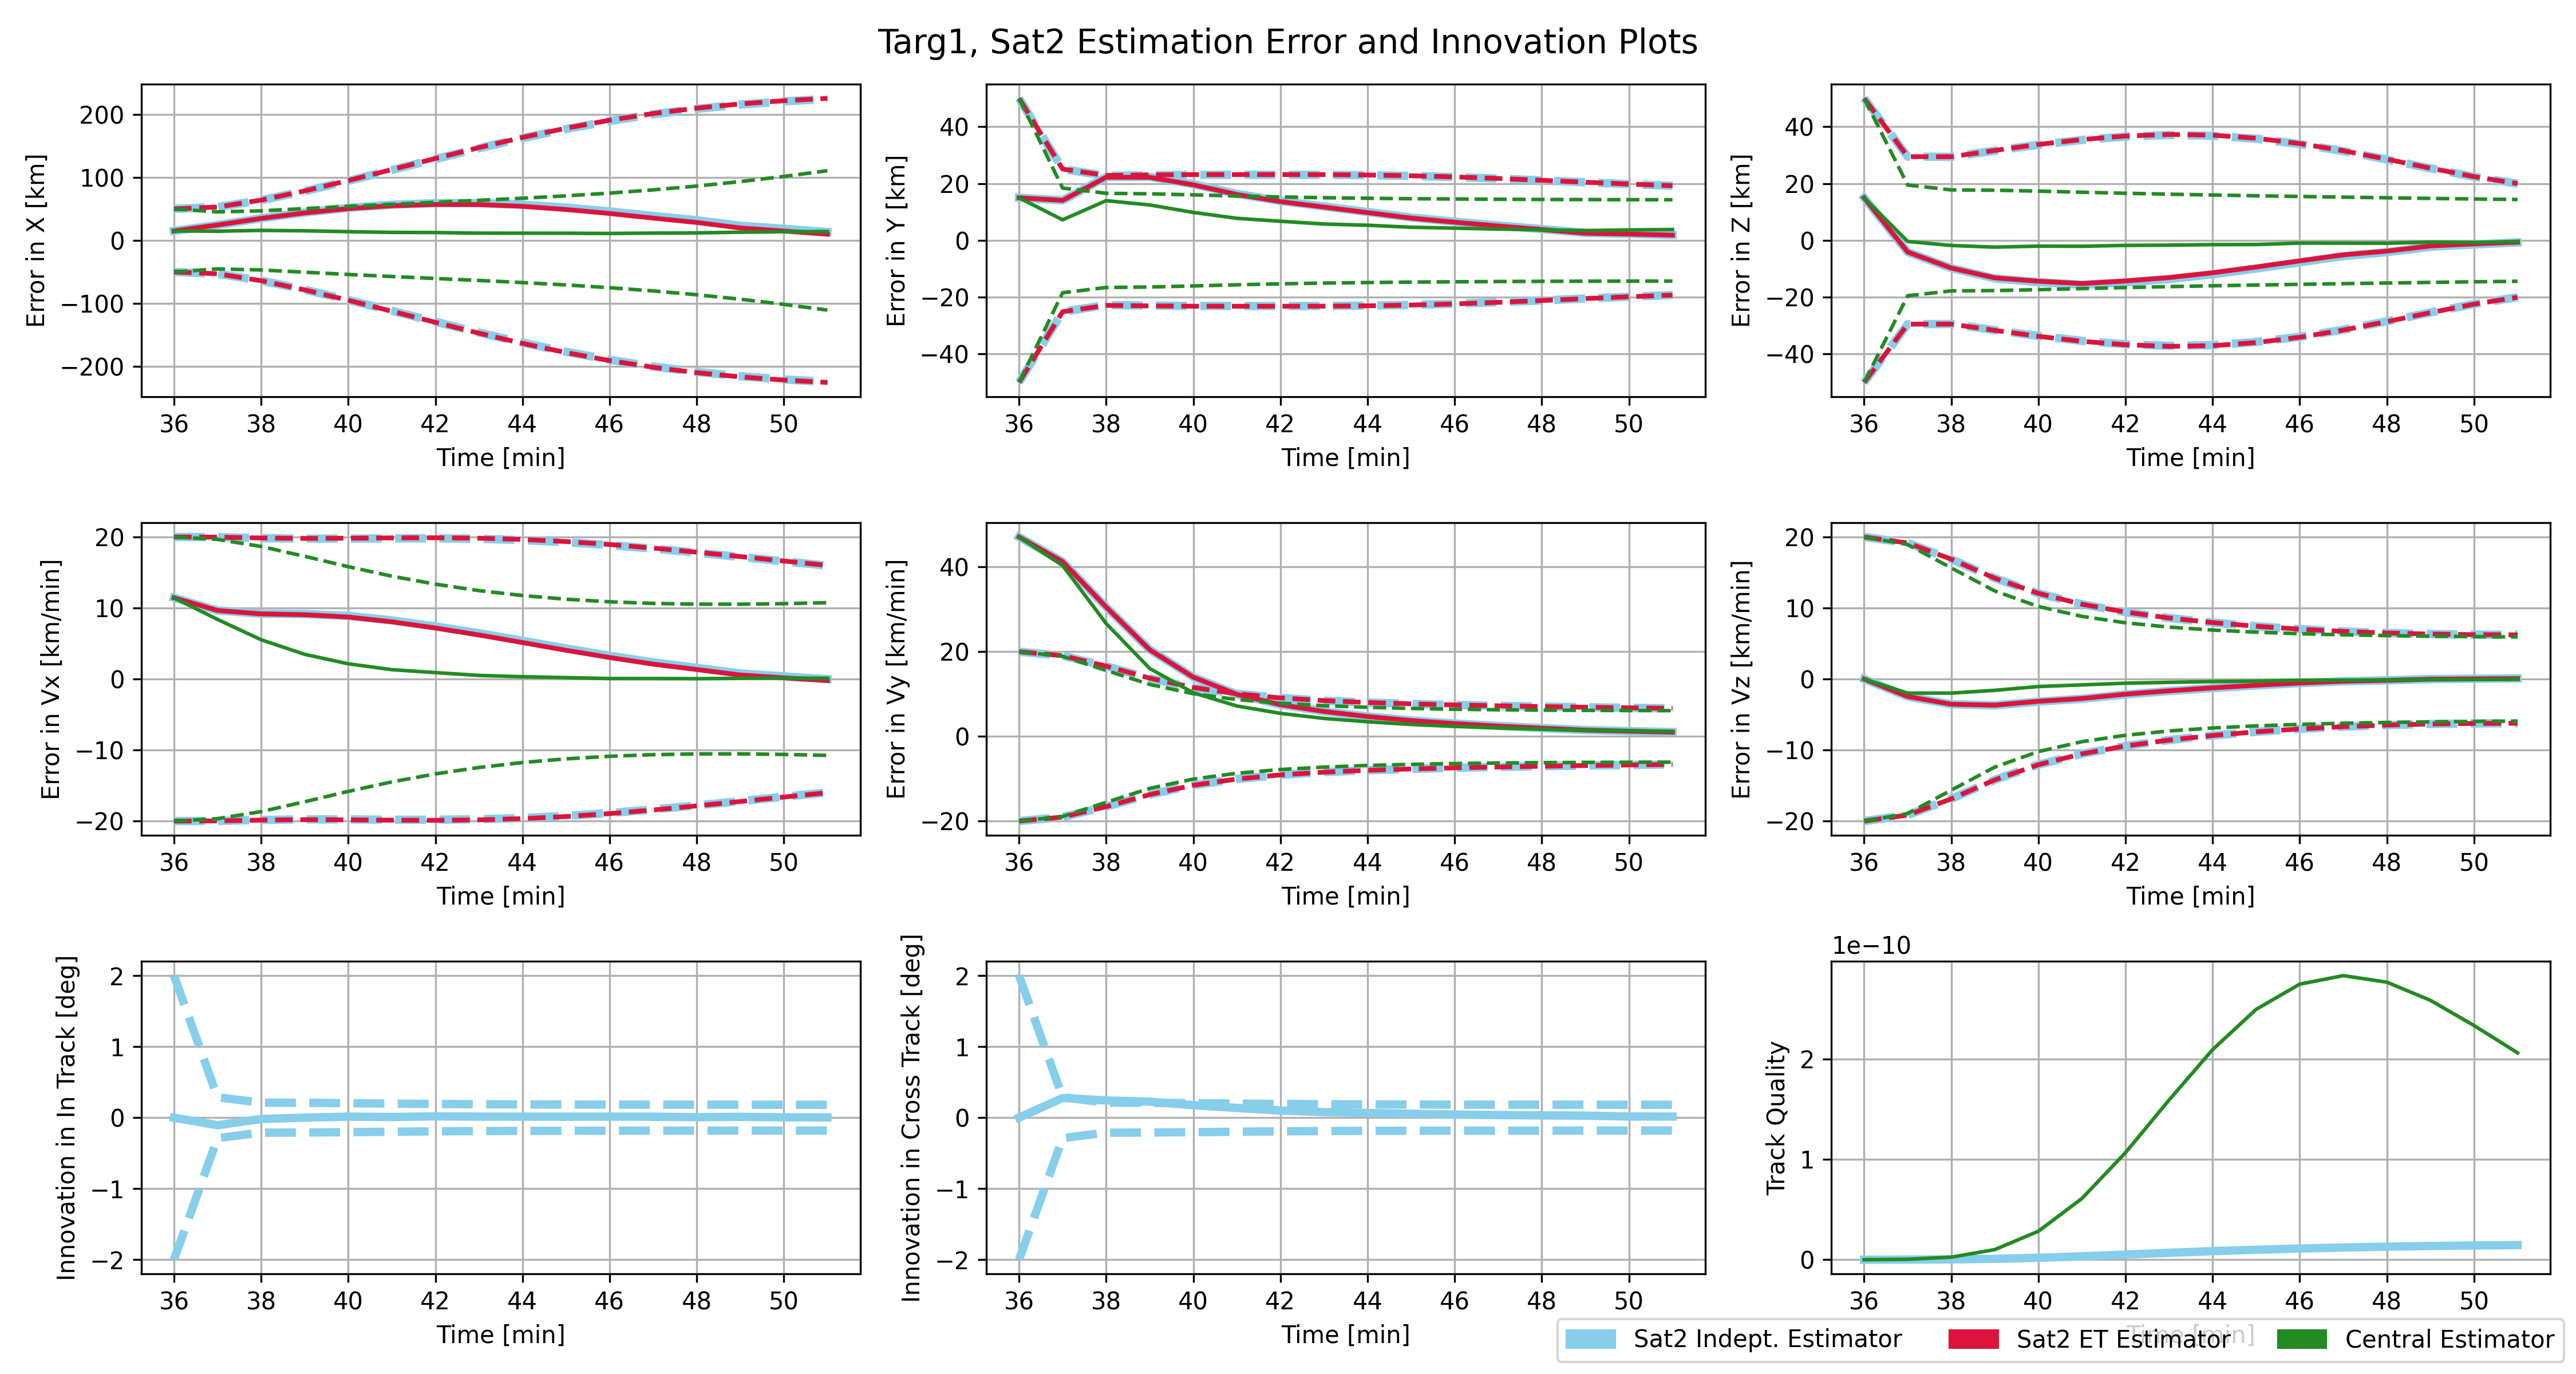 Targ1, Sat2 Estimation Error and Innovation Plots
Error in X [km]
200
100
0
−100
−200
36 38 40 42 44 46 48 50
Time [min]
Error in Y [km]
40
20
0
−20
−40
36 38 40 42 44 46 48 50
Time [min]
Error in Z [km]
40
20
0
−20
−40
36 38 40 42 44 46 48 50
Time [min]
Error in Vx [km/min]
20
10
0
−10
−20
36 38 40 42 44 46 48 50
Time [min]
Error in Vy [km/min]
40
20
0
−20
36 38 40 42 44 46 48 50
Time [min]
Error in Vz [km/min]
20
10
0
−10
−20
36 38 40 42 44 46 48 50
Time [min]
Innovation in In Track [deg]
2
1
0
−1
−2
36 38 40 42 44 46 48 50
Time [min]
Innovation in Cross Track [deg]
2
1
0
−1
−2
36 38 40 42 44 46 48 50
Time [min]
1e−10
Track Quality
2
1
0
36 38 40 42 44 46 48 50
Time [min]
Sat2 Indept. Estimator
Sat2 ET Estimator
Central Estimator